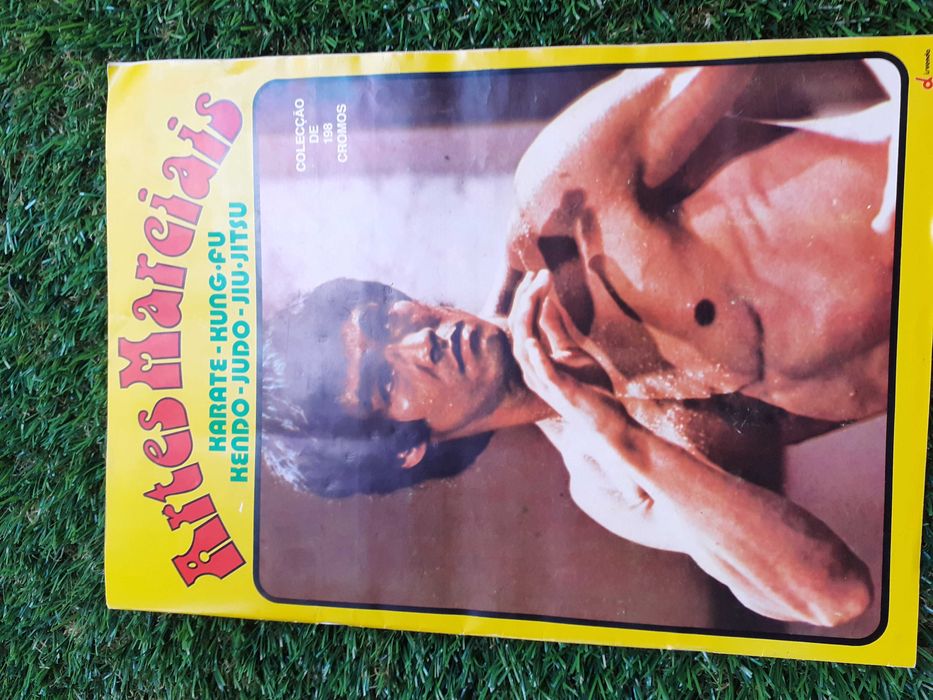 Artes Marciais
KARATE - KUNG-FU
KENDO - JUDO - JIU-JITSU
COLECÇÃO
DE
198
CROMOS